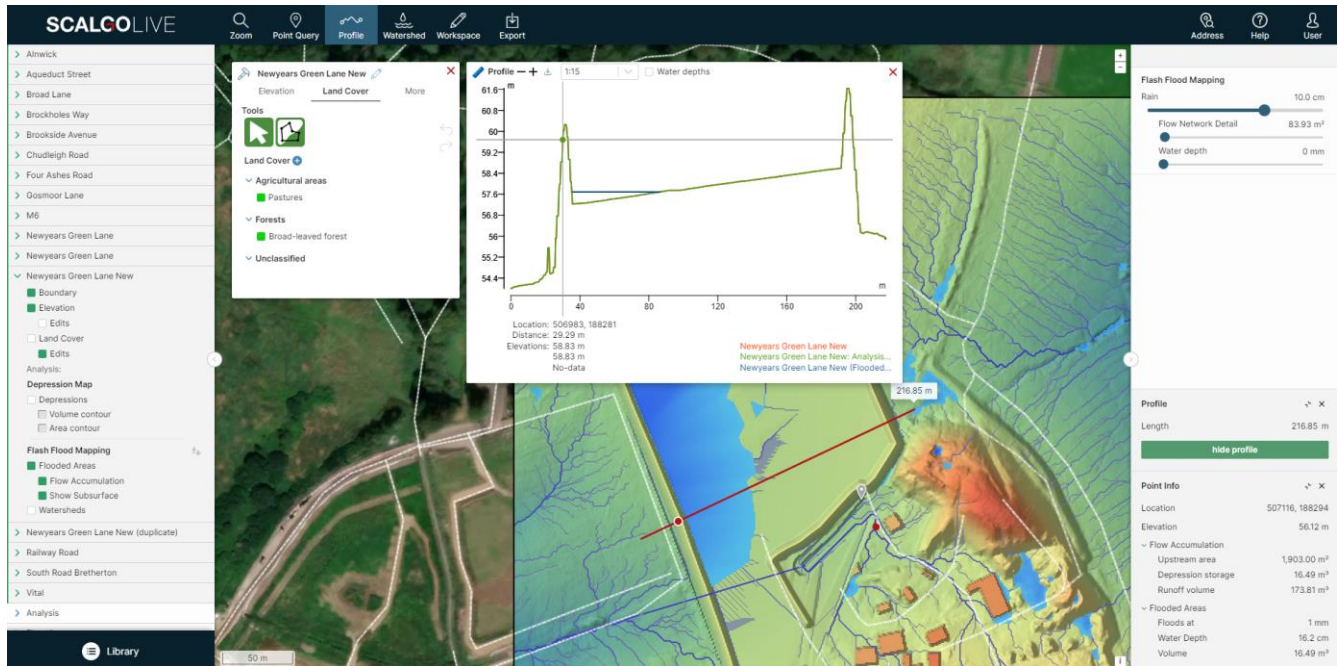 SCALGOLIVE
Zoom
Point Query
Profile
Watershed
Workspace
Export
Address
Help
User
Alnwick
Aqueduct Street
Broad Lane
Brockholes Way
Brookside Avenue
Chudleigh Road
Four Ashes Road
Gosmoor Lane
M6
Newyears Green Lane
Newyears Green Lane
Newyears Green Lane New
Boundary
Elevation
Edits
Land Cover
Edits
Analysis:
Depression Map
Depressions
Volume contour
Area contour
Flash Flood Mapping
Flooded Areas
Flow Accumulation
Show Subsurface
Watersheds
Newyears Green Lane New (duplicate)
Railway Road
South Road Bretherton
Vital
Analysis
Library
Newyears Green Lane New
Elevation
Land Cover
More
Tools
Land Cover
Agricultural areas
Pastures
Forests
Broad-leaved forest
Unclassified
Profile
1:15
Water depths
61.6
m
60.8
60
59.2
58.4
57.6
56.8
56
55.2
54.4
m
0 40 80 120 160 200
Location: 506983, 188281
Distance: 29.29 m
Elevations: 58.83 m Newyears Green Lane New
58.83 m Newyears Green Lane New: Analysis...
No-data Newyears Green Lane New (Flooded...
216.85 m
50 m
Flash Flood Mapping
Rain 10.0 cm
Flow Network Detail 83.93 m²
Water depth 0 mm
Profile
Length 216.85 m
hide profile
Point Info
Location 507116, 188294
Elevation 56.12 m
Flow Accumulation
Upstream area 1,903.00 m²
Depression storage 16.49 m³
Runoff volume 173.81 m³
Flooded Areas
Floods at 1 mm
Water Depth 16.2 cm
Volume 16.49 m³